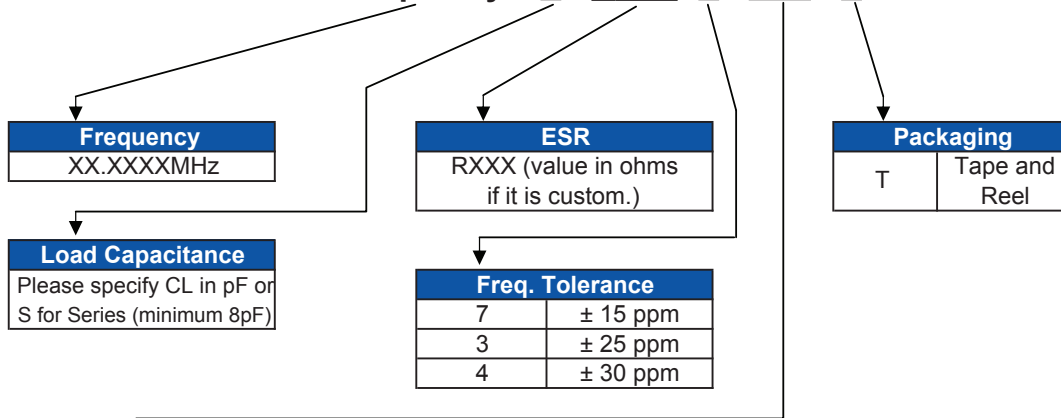 Frequency
XX.XXXXMHz
ESR
RXXX (value in ohms
if it is custom.)
Packaging
T
Tape and
Reel
Load Capacitance
Please specify CL in pF or
S for Series (minimum 8pF)
Freq. Tolerance
7 ± 15 ppm
3 ± 25 ppm
4 ± 30 ppm